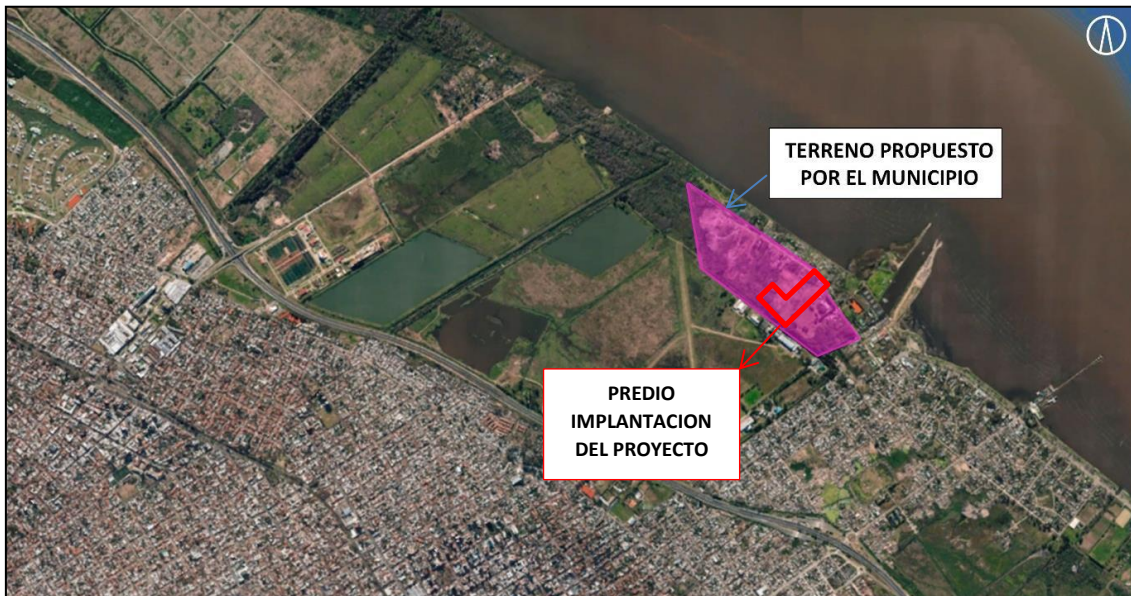 TERRENO PROPUESTO
POR EL MUNICIPIO
PREDIO
IMPLANTACION
DEL PROYECTO